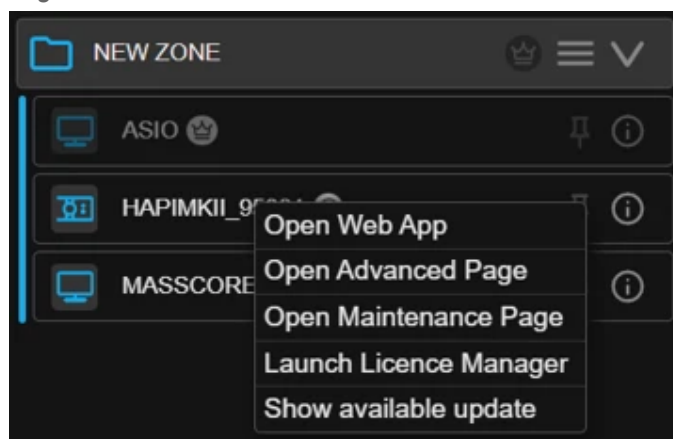 NEW ZONE
ASIO
HAPIMKII_9
Open Web App
MASSCORE
Open Advanced Page
Open Maintenance Page
Launch Licence Manager
Show available update